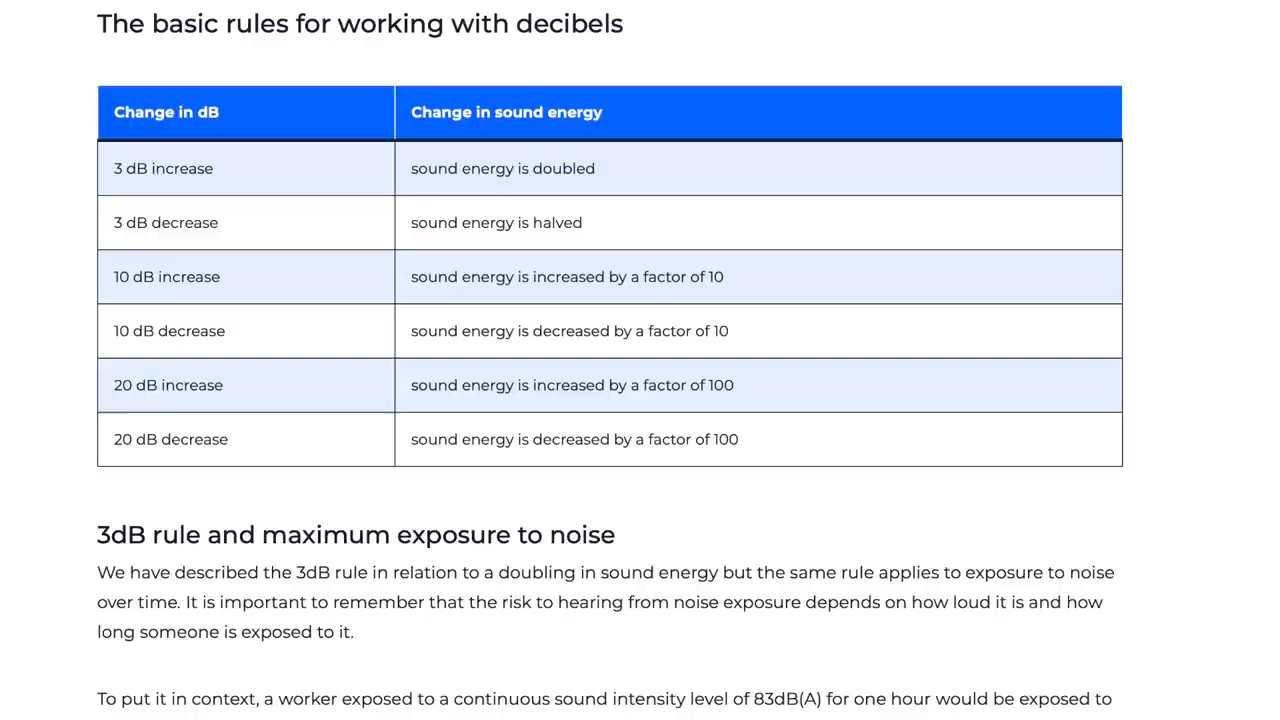 The basic rules for working with decibels
Change in dB
Change in sound energy
3 dB increase
sound energy is doubled
3 dB decrease
sound energy is halved
10 dB increase
sound energy is increased by a factor of 10
10 dB decrease
sound energy is decreased by a factor of 10
20 dB increase
sound energy is increased by a factor of 100
20 dB decrease
sound energy is decreased by a factor of 100
3dB rule and maximum exposure to noise
We have described the 3dB rule in relation to a doubling in sound energy but the same rule applies to exposure to noise
over time. It is important to remember that the risk to hearing from noise exposure depends on how loud it is and how
long someone is exposed to it.
To put it in context, a worker exposed to a continuous sound intensity level of 83dB(A) for one hour would be exposed to